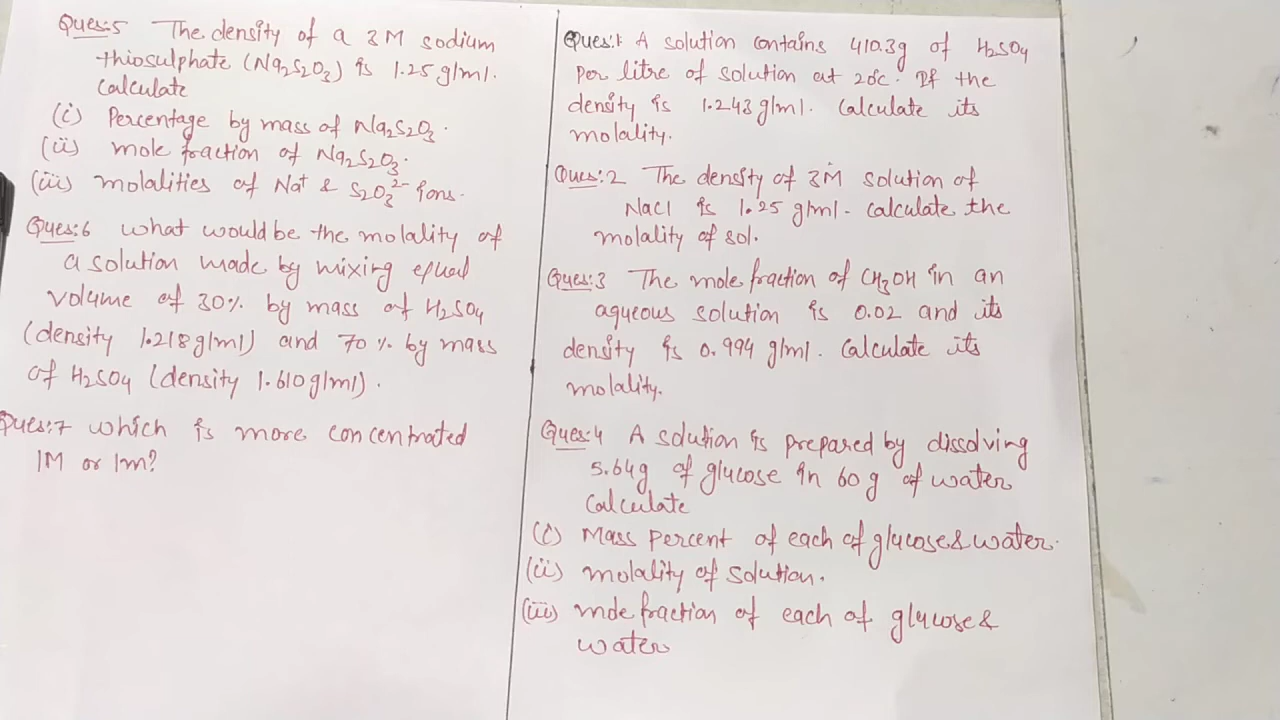 Ques:5 The density of a 3M sodium
thiosulphate (Na2S2O3) is 1.25 g/ml.
Calculate
(i) Percentage by mass of Na2S2O3.
(ii) mole fraction of Na2S2O3.
(iii) molalities of Na+ & S2O3 2- ions.
Ques:6 what would be the molality of
a solution made by mixing equal
volume of 30% by mass of H2SO4
(density 1.218g/ml) and 70% by mass
of H2SO4 (density 1.610g/ml).
Ques:7 which is more concentrated
1M or 1m?
Ques:1 A solution contains 410.3g of H2SO4
Per litre of solution at 20°c. If the
density is 1.243g/ml. Calculate its
molality.
Ques:2 The density of 3M solution of
NaCl is 1.25 g/ml. Calculate the
molality of sol.
Ques:3 The mole fraction of CH3OH in an
aqueous solution is 0.02 and its
density is 0.994 g/ml. Calculate its
molality.
Ques:4 A solution is prepared by dissolving
5.64g of glucose in 60 g of water
Calculate
(i) Mass Percent of each of glucose & water.
(ii) molality of solution.
(iii) mole fraction of each of glucose &
water